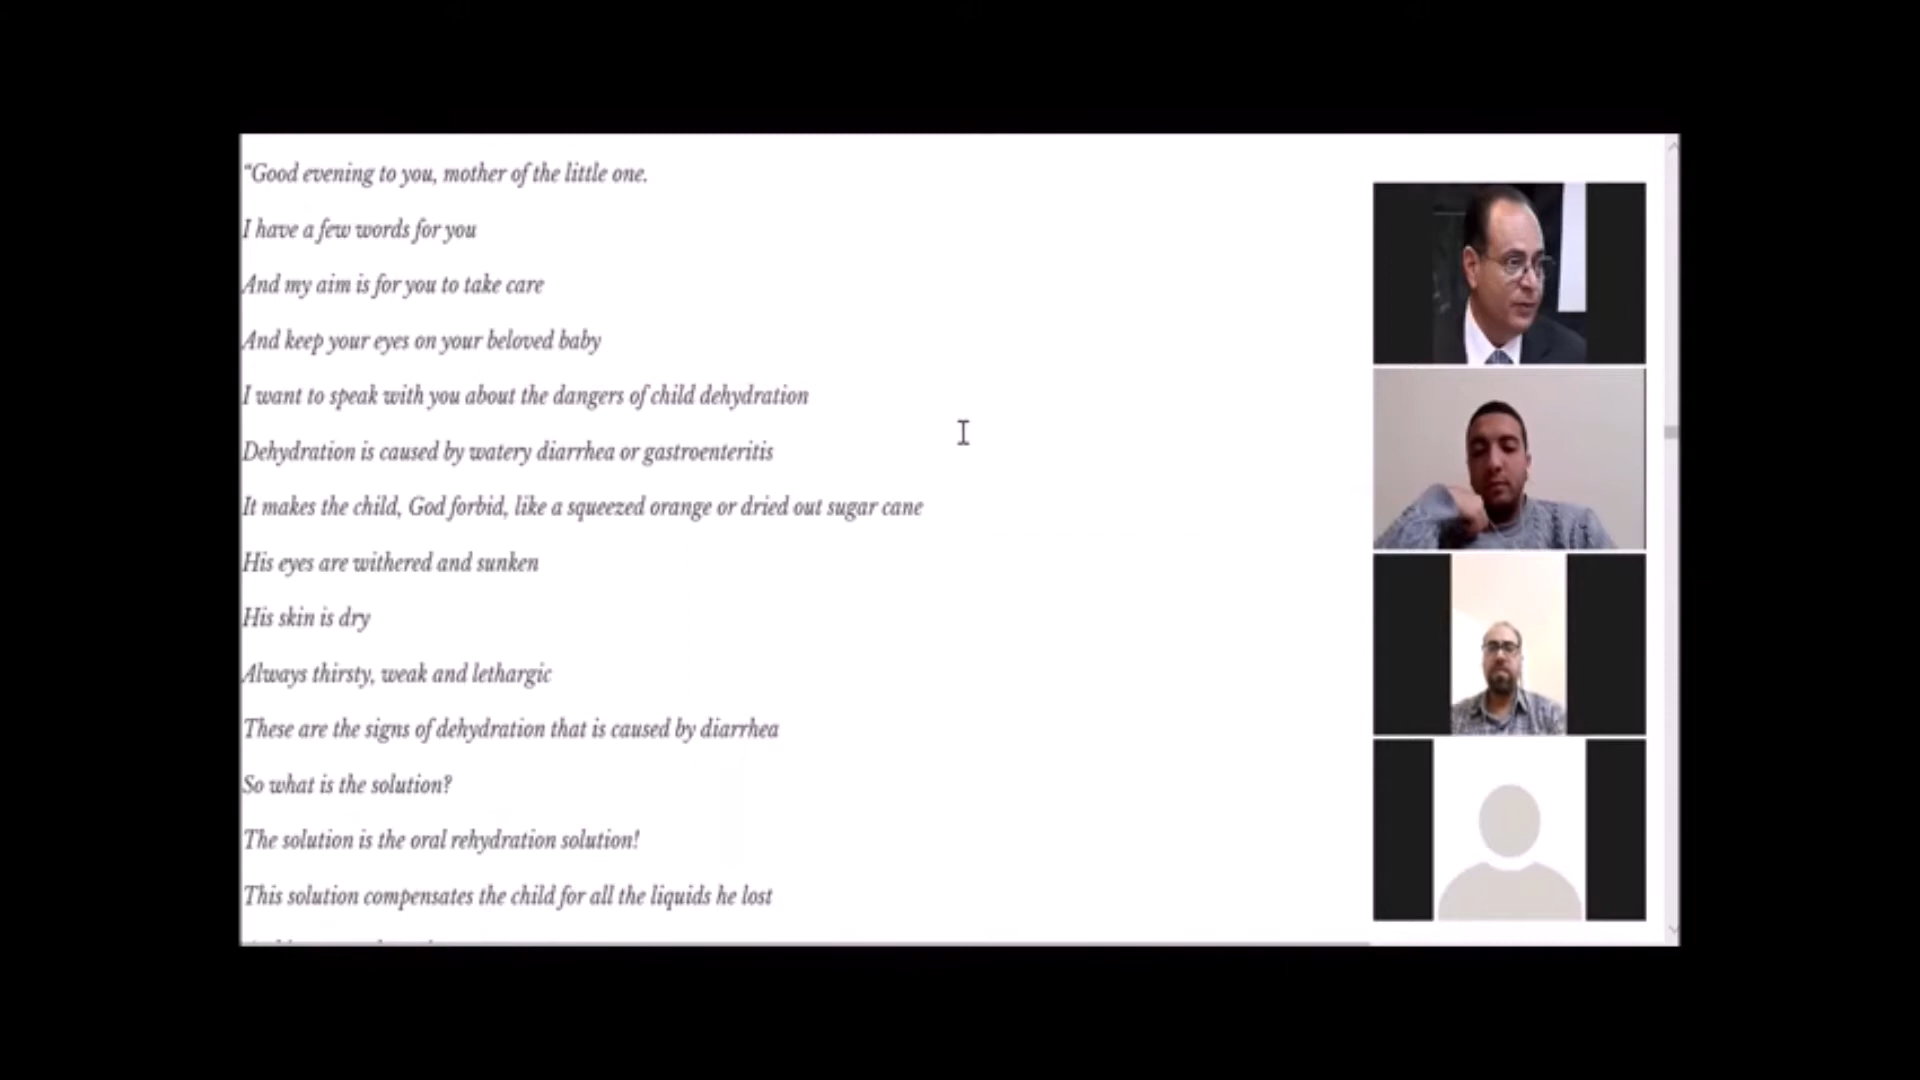 “Good evening to you, mother of the little one.
I have a few words for you
And my aim is for you to take care
And keep your eyes on your beloved baby
I want to speak with you about the dangers of child dehydration
Dehydration is caused by watery diarrhea or gastroenteritis
It makes the child, God forbid, like a squeezed orange or dried out sugar cane
His eyes are withered and sunken
His skin is dry
Always thirsty, weak and lethargic
These are the signs of dehydration that is caused by diarrhea
So what is the solution?
The solution is the oral rehydration solution!
This solution compensates the child for all the liquids he lost